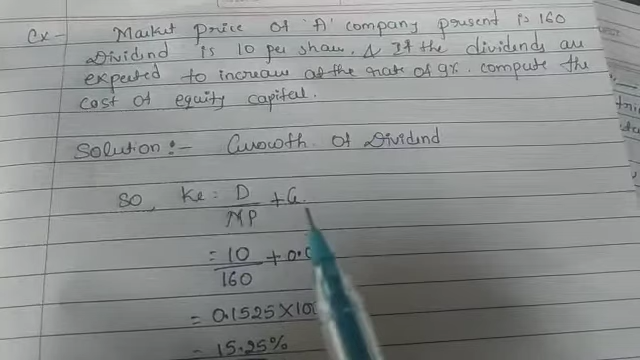 Ex- Market price of 'A' company present is 160
Dividend is 10 per share. & If the dividends are
expected to increase at the rate of 9%. compute the
cost of equity capital.
Solution :- Growth of Dividend
SO, Ke = D/MP + G.
= 10/160 + 0.0
= 0.1525 X 10
= 15.25%